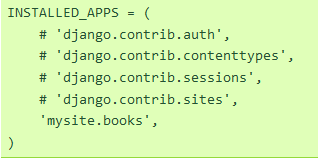 INSTALLED_APPS = (
    # 'django.contrib.auth',
    # 'django.contrib.contenttypes',
    # 'django.contrib.sessions',
    # 'django.contrib.sites',
    'mysite.books',
)